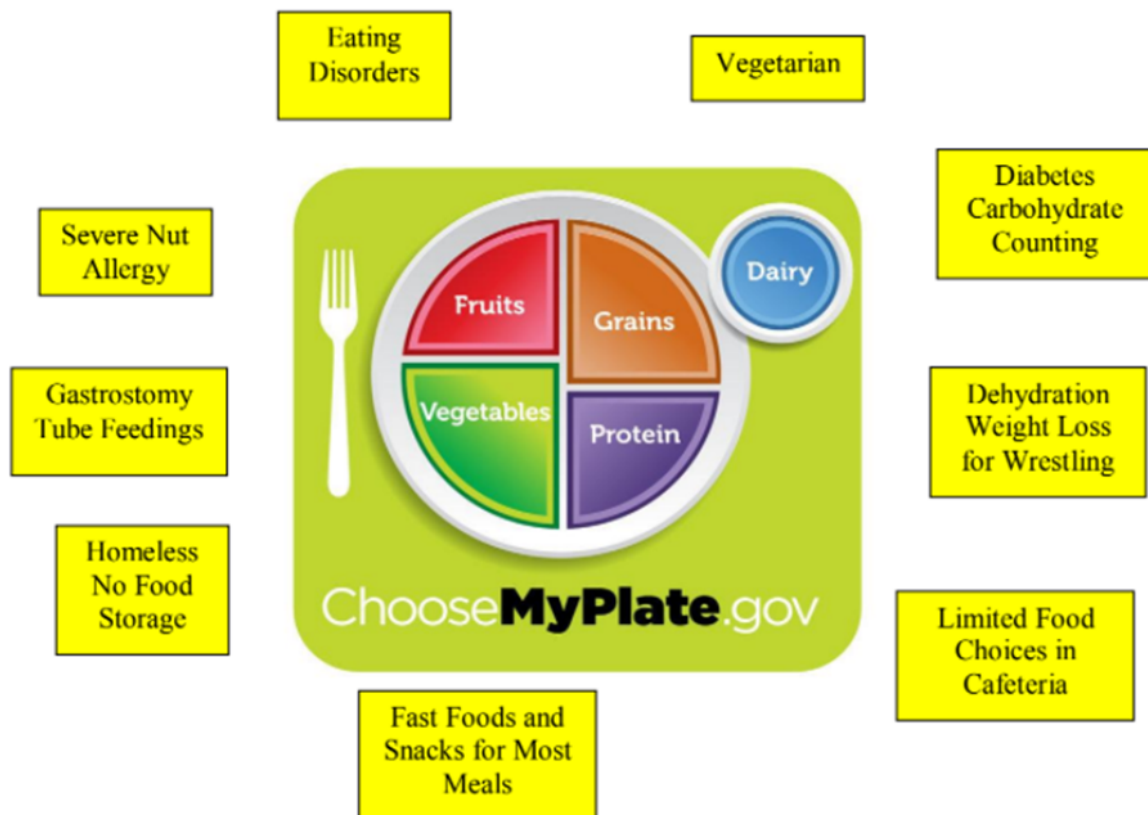 Eating
Disorders
Vegetarian
Diabetes
Carbohydrate
Counting
Severe Nut
Allergy
Fruits
Grains
Dairy
Gastrostomy
Tube Feedings
Vegetables
Protein
Dehydration
Weight Loss
for Wrestling
Homeless
No Food
Storage
ChooseMyPlate.gov
Limited Food
Choices in
Cafeteria
Fast Foods and
Snacks for Most
Meals